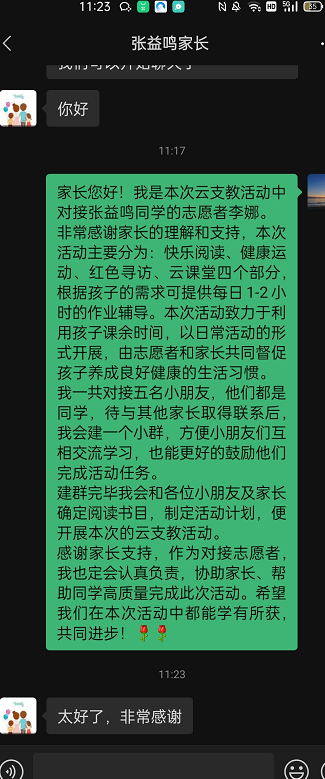 11:23
HD
5G
35
张益鸣家长
我们可以开始聊天了
你好
11:17
家长您好！我是本次云支教活动中
对接张益鸣同学的志愿者李娜。
非常感谢家长的理解和支持，本次
活动主要分为：快乐阅读、健康运
动、红色寻访、云课堂四个部分，
根据孩子的需求可提供每日1-2小
时的作业辅导。本次活动致力于利
用孩子课余时间，以日常活动的形
式开展，由志愿者和家长共同督促
孩子养成良好健康的生活习惯。
我一共对接五名小朋友，他们都是
同学，待与其他家长取得联系后，
我会建一个小群，方便小朋友们互
相交流学习，也能更好的鼓励他们
完成活动任务。
建群完毕我会和各位小朋友及家长
确定阅读书目，制定活动计划，便
开展本次的云支教活动。
感谢家长支持，作为对接志愿者，
我也定会认真负责，协助家长、帮
助同学高质量完成此次活动。希望
我们在本次活动中都能学有所获，
共同进步！🌹🌹
11:23
太好了，非常感谢